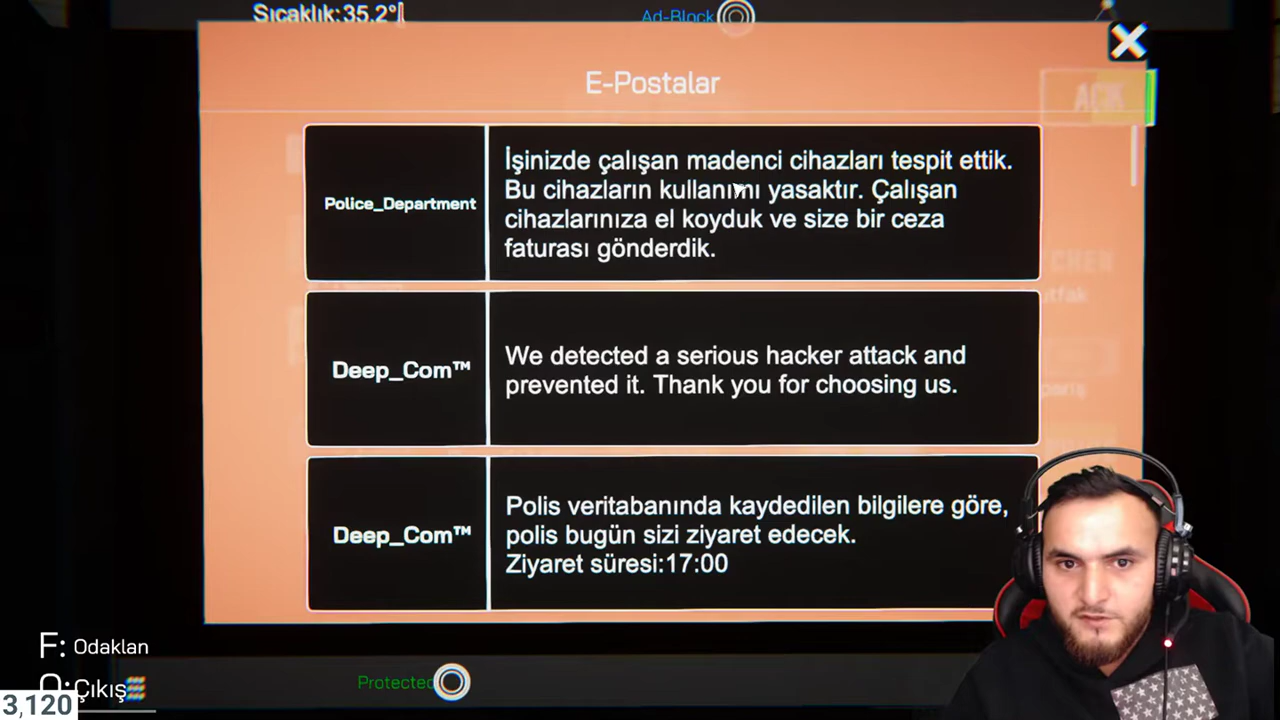 Sıcaklık:35.2°
Ad-Block
E-Postalar
AÇIK
Police_Department
İşinizde çalışan madenci cihazları tespit ettik.
Bu cihazların kullanımı yasaktır. Çalışan
cihazlarınıza el koyduk ve size bir ceza
faturası gönderdik.
Deep_Com™
We detected a serious hacker attack and
prevented it. Thank you for choosing us.
Deep_Com™
Polis veritabanında kaydedilen bilgilere göre,
polis bugün sizi ziyaret edecek.
Ziyaret süresi:17:00
F: Odaklan
Çıkış
Protected
3,120